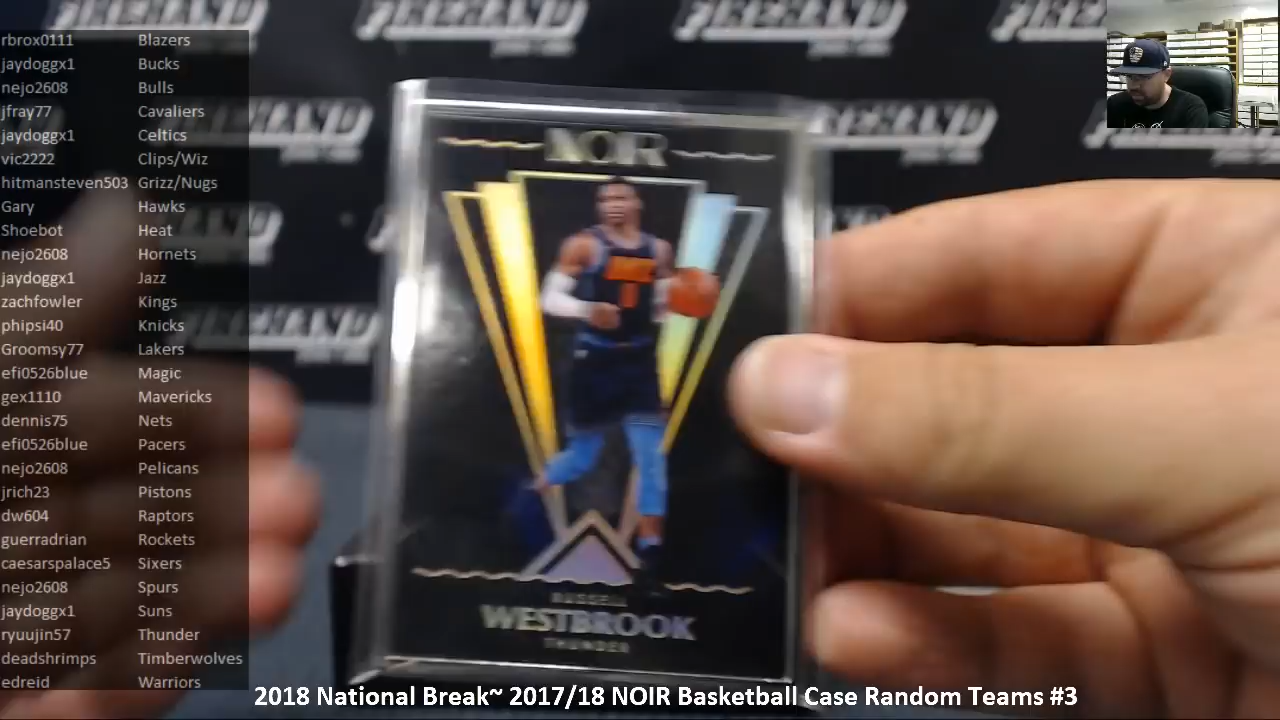 rbrox0111 Blazers
jaydoggx1 Bucks
nejo2608 Bulls
jfray77 Cavaliers
jaydoggx1 Celtics
vic2222 Clips/Wiz
hitmansteven503 Grizz/Nugs
Gary Hawks
Shoebot Heat
nejo2608 Hornets
jaydoggx1 Jazz
zachfowler Kings
phipsi40 Knicks
Groomsy77 Lakers
efi0526blue Magic
gex1110 Mavericks
dennis75 Nets
efi0526blue Pacers
nejo2608 Pelicans
jrich23 Pistons
dw604 Raptors
guerradrian Rockets
caesarspalace5 Sixers
nejo2608 Spurs
jaydoggx1 Suns
ryuujin57 Thunder
deadshrimps Timberwolves
edreid Warriors
NOIR
RUSSELL
WESTBROOK
THUNDER
2018 National Break~ 2017/18 NOIR Basketball Case Random Teams #3